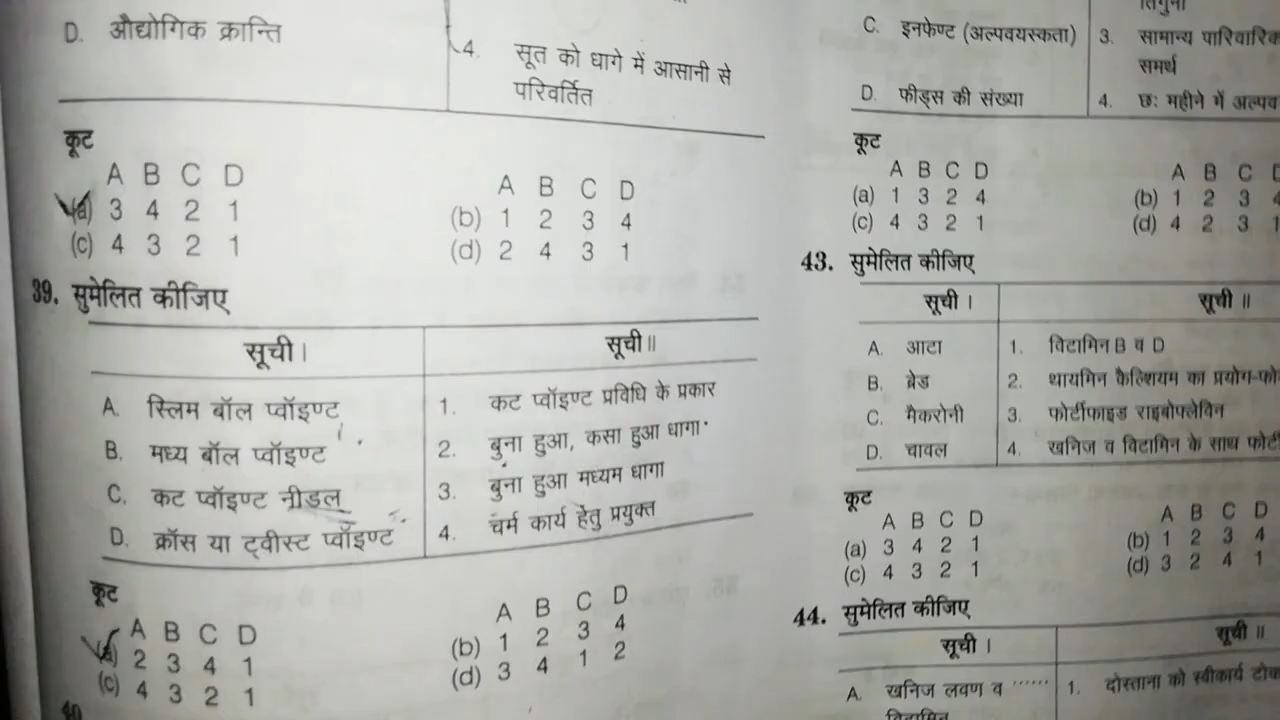 D. औद्योगिक क्रान्ति
4. सूत को धागे में आसानी से
परिवर्तित
कूट
A B C D
(a) 3 4 2 1
(c) 4 3 2 1
A B C D
(b) 1 2 3 4
(d) 2 4 3 1
39. सुमेलित कीजिए
सूची I
सूची II
A. स्लिम बॉल प्वॉइण्ट
1. कट प्वॉइण्ट प्रविधि के प्रकार
B. मध्य बॉल प्वॉइण्ट
2. बुना हुआ, कसा हुआ धागा
C. कट प्वॉइण्ट नीडल
3. बुना हुआ मध्यम धागा
D. क्रॉस या ट्वीस्ट प्वॉइण्ट
4. चर्म कार्य हेतु प्रयुक्त
कूट
A B C D
(a) 2 3 4 1
(c) 4 3 2 1
A B C D
(b) 1 2 3 4
(d) 3 4 1 2
40
तिगुना
C. इनफेण्ट (अल्पवयस्कता)
3. सामान्य पारिवारिक
समर्थ
D. फीड्स की संख्या
4. छः महीने में अल्पव
कूट
A B C D
(a) 1 3 2 4
(c) 4 3 2 1
A B C
(b) 1 2 3 4
(d) 4 2 3 1
43. सुमेलित कीजिए
सूची I
सूची II
A. आटा
1. विटामिन B व D
B. ब्रेड
2. थायमिन कैल्शियम का प्रयोग-फो
C. मैकरोनी
3. फोर्टीफाइड राइबोफ्लेविन
D. चावल
4. खनिज व विटामिन के साथ फोर्टी
कूट
A B C D
(a) 3 4 2 1
(c) 4 3 2 1
A B C D
(b) 1 2 3 4
(d) 3 2 4 1
44. सुमेलित कीजिए
सूची I
सूची II
A. खनिज लवण व ......
विटामिन
1. दोस्ताना को स्वीकार्य टोक